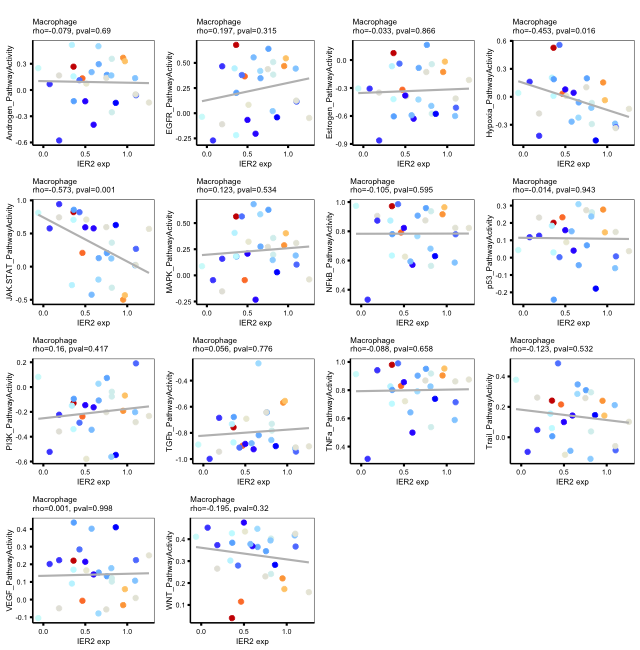 Macrophage
rho=-0.079, pval=0.69
Macrophage
rho=0.197, pval=0.315
Macrophage
rho=-0.033, pval=0.866
Macrophage
rho=-0.453, pval=0.016
Androgen_PathwayActivity
0.6
0.3
0.0
-0.3
-0.6
0.0
0.5
1.0
IER2 exp
EGFR_PathwayActivity
0.50
0.25
0.00
-0.25
0.0
0.5
1.0
IER2 exp
Estrogen_PathwayActivity
0.0
-0.3
-0.6
-0.9
0.0
0.5
1.0
IER2 exp
Hypoxia_PathwayActivity
0.6
0.3
0.0
-0.3
0.0
0.5
1.0
IER2 exp
Macrophage
rho=-0.573, pval=0.001
Macrophage
rho=0.123, pval=0.534
Macrophage
rho=-0.105, pval=0.595
Macrophage
rho=-0.014, pval=0.943
JAK-STAT_PathwayActivity
1.0
0.5
0.0
-0.5
0.0
0.5
1.0
IER2 exp
MAPK_PathwayActivity
0.75
0.50
0.25
0.00
-0.25
0.0
0.5
1.0
IER2 exp
NFkB_PathwayActivity
1.0
0.8
0.6
0.4
0.0
0.5
1.0
IER2 exp
p53_PathwayActivity
0.3
0.2
0.1
0.0
-0.1
-0.2
0.0
0.5
1.0
IER2 exp
Macrophage
rho=0.16, pval=0.417
Macrophage
rho=0.056, pval=0.776
Macrophage
rho=-0.088, pval=0.658
Macrophage
rho=-0.123, pval=0.532
PI3K_PathwayActivity
0.2
0.0
-0.2
-0.4
-0.6
0.0
0.5
1.0
IER2 exp
TGFb_PathwayActivity
-0.4
-0.6
-0.8
-1.0
0.0
0.5
1.0
IER2 exp
TNFa_PathwayActivity
1.0
0.8
0.6
0.4
0.0
0.5
1.0
IER2 exp
Trail_PathwayActivity
0.4
0.2
0.0
0.0
0.5
1.0
IER2 exp
Macrophage
rho=0.001, pval=0.998
Macrophage
rho=-0.195, pval=0.32
VEGF_PathwayActivity
0.4
0.3
0.2
0.1
0.0
-0.1
0.0
0.5
1.0
IER2 exp
WNT_PathwayActivity
0.4
0.3
0.2
0.1
0.0
0.5
1.0
IER2 exp